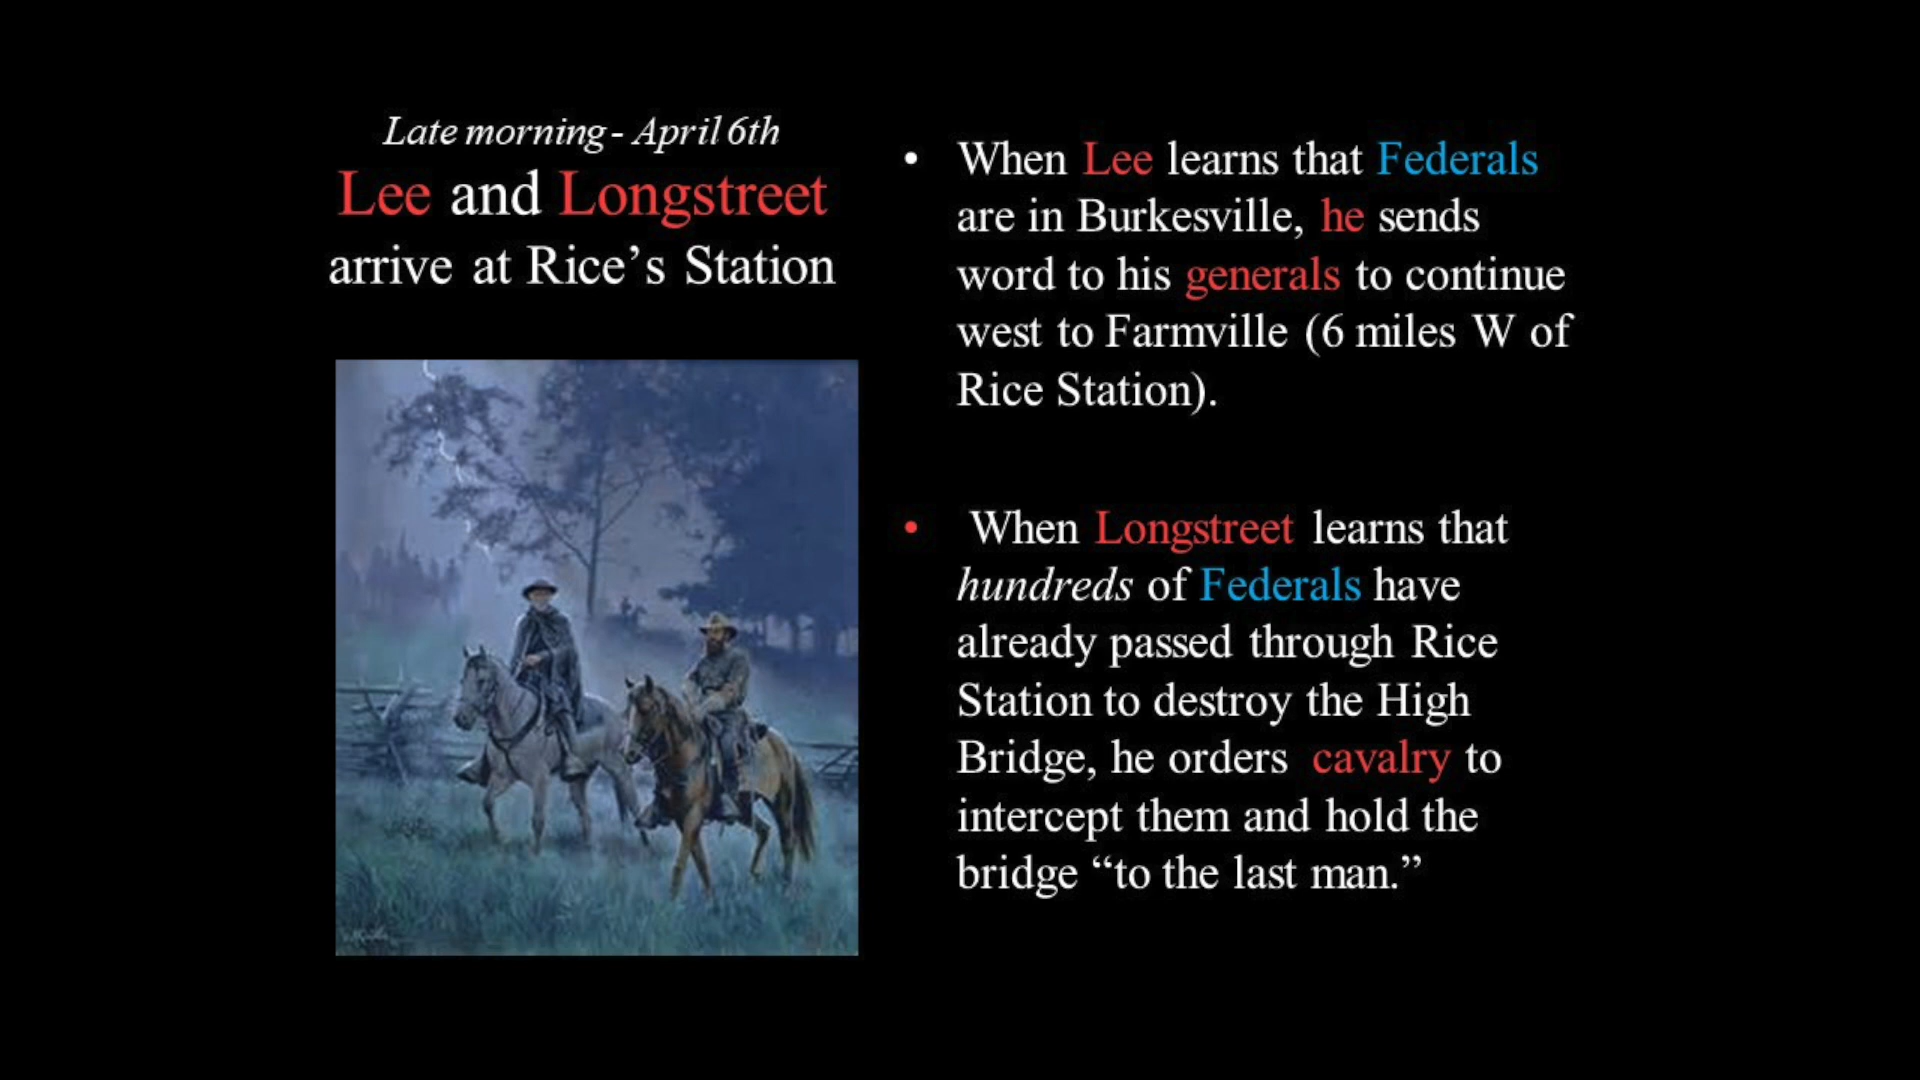 Late morning - April 6th
Lee and Longstreet
arrive at Rice’s Station
• When Lee learns that Federals
are in Burkesville, he sends
word to his generals to continue
west to Farmville (6 miles W of
Rice Station).
• When Longstreet learns that
hundreds of Federals have
already passed through Rice
Station to destroy the High
Bridge, he orders cavalry to
intercept them and hold the
bridge “to the last man.”